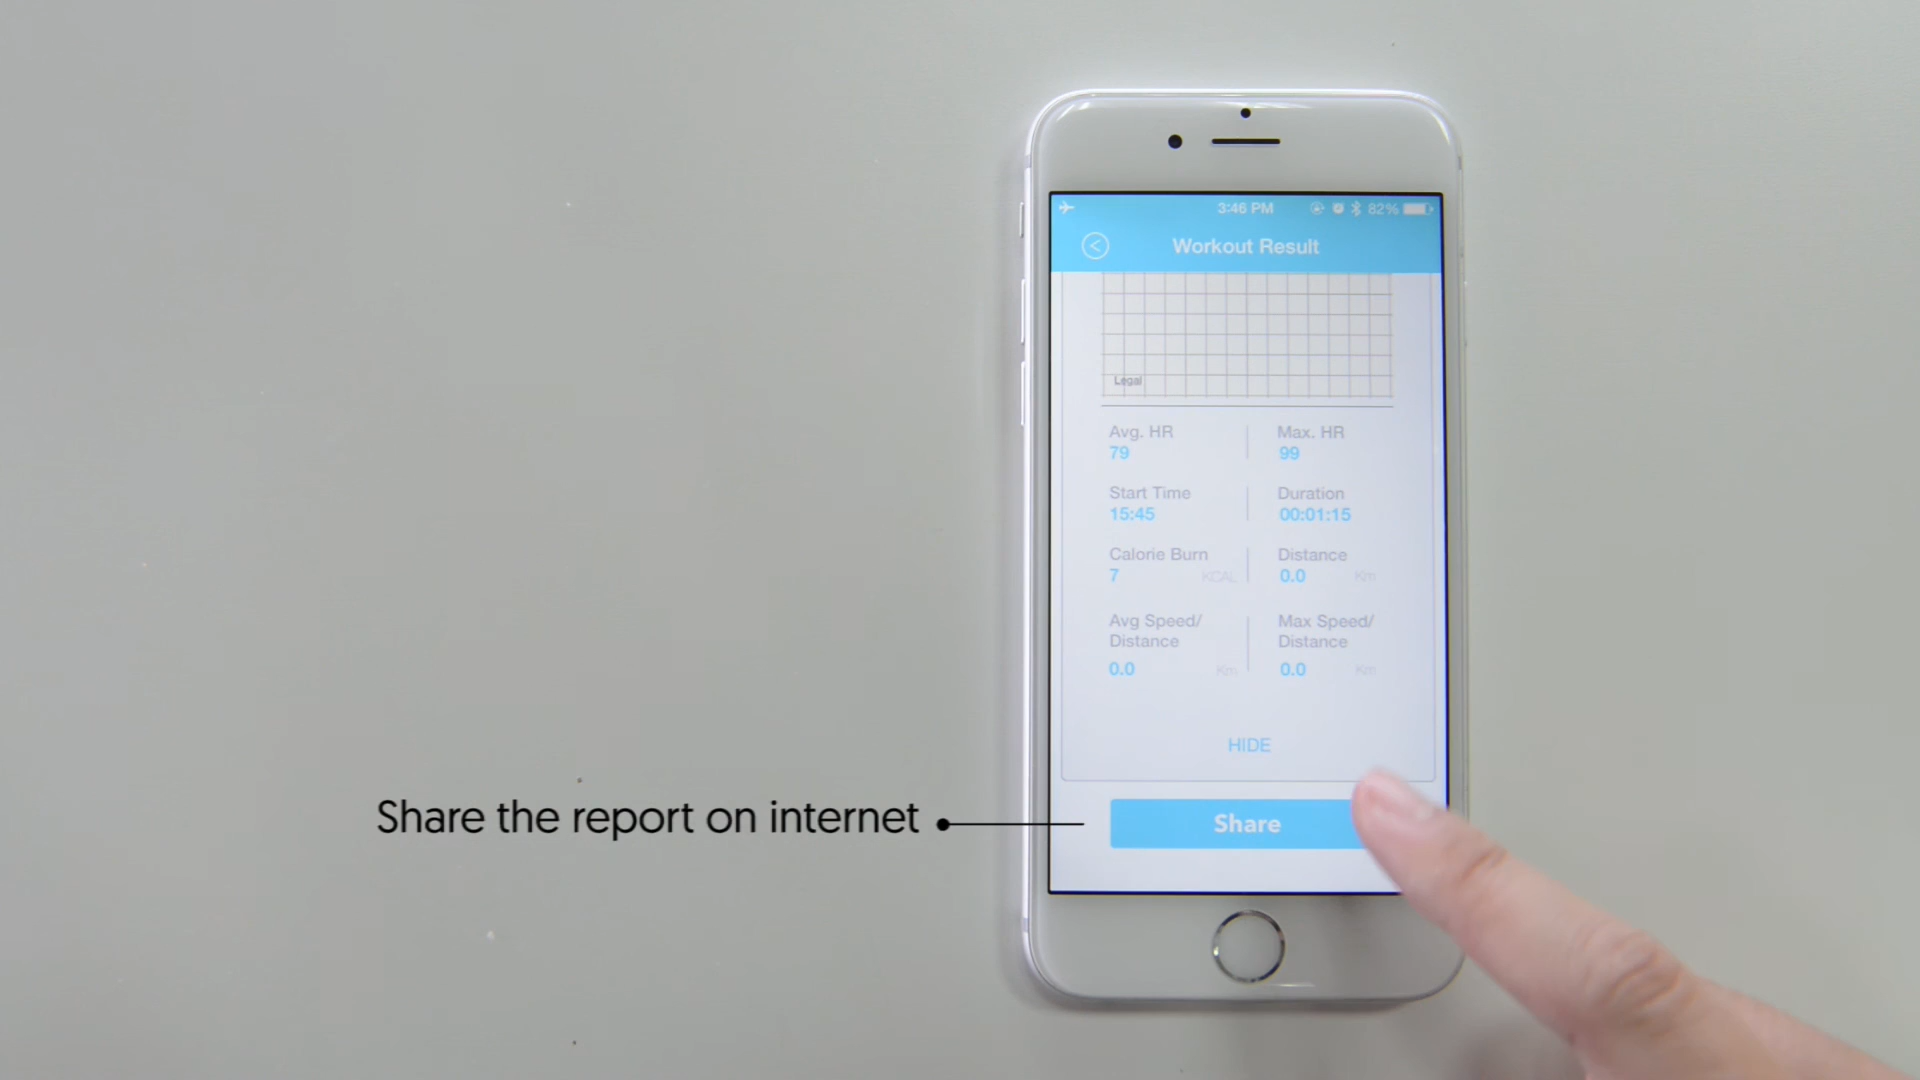 3:46 PM 82%
Workout Result
Legal
Avg. HR Max. HR
79 99
Start Time Duration
15:45 00:01:15
Calorie Burn Distance
7 KCAL 0.0 Km
Avg Speed/ Max Speed/
Distance Distance
0.0 Km 0.0 Km
HIDE
Share the report on internet
Share